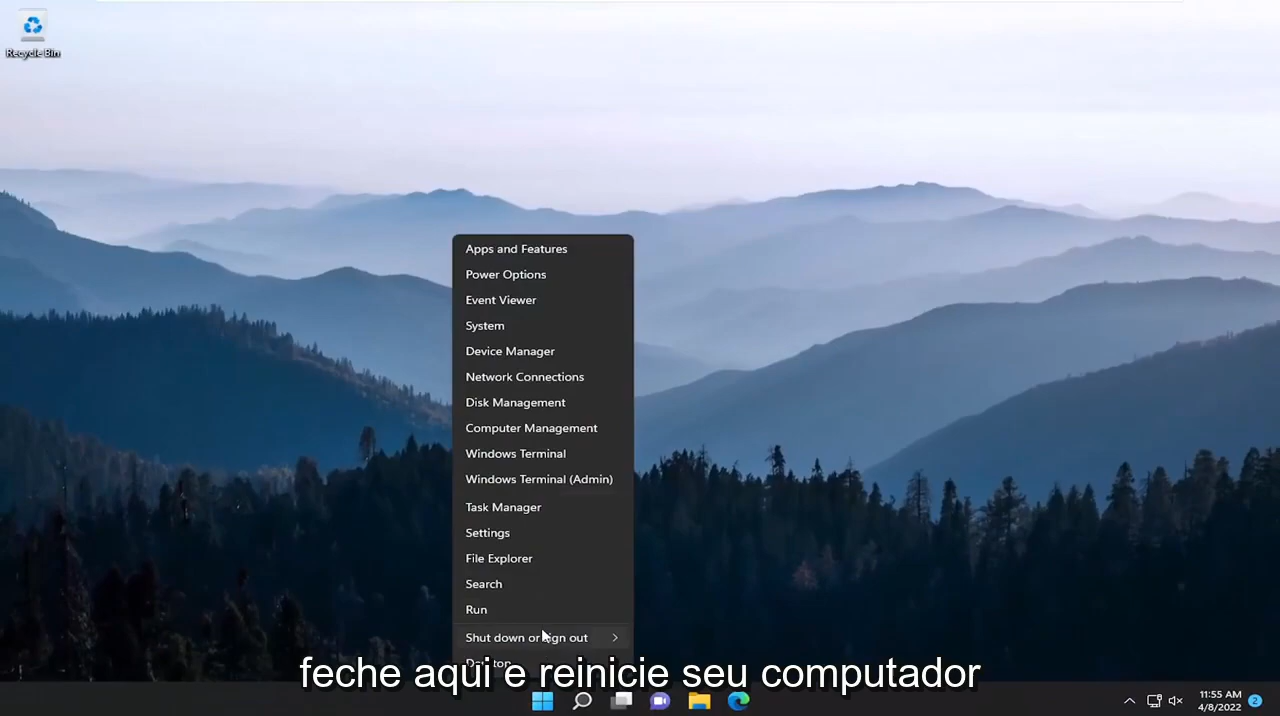 Recycle Bin
Apps and Features
Power Options
Event Viewer
System
Device Manager
Network Connections
Disk Management
Computer Management
Windows Terminal
Windows Terminal (Admin)
Task Manager
Settings
File Explorer
Search
Run
Shut down or sign out
Desktop
feche aqui e reinicie seu computador
11:55 AM
4/8/2022
2